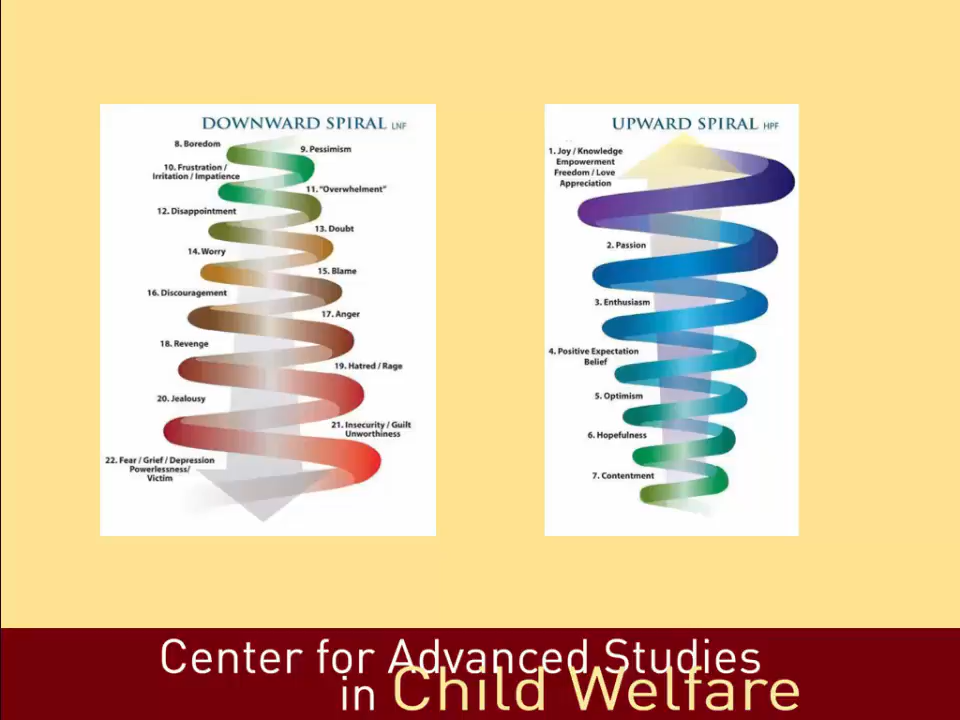 DOWNWARD SPIRAL LNF
8. Boredom
9. Pessimism
10. Frustration /
Irritation / Impatience
11. “Overwhelment”
12. Disappointment
13. Doubt
14. Worry
15. Blame
16. Discouragement
17. Anger
18. Revenge
19. Hatred / Rage
20. Jealousy
21. Insecurity / Guilt
Unworthiness
22. Fear / Grief / Depression
Powerlessness/
Victim
UPWARD SPIRAL HPF
1. Joy / Knowledge
Empowerment
Freedom / Love
Appreciation
2. Passion
3. Enthusiasm
4. Positive Expectation
Belief
5. Optimism
6. Hopefulness
7. Contentment
Center for Advanced Studies
in Child Welfare